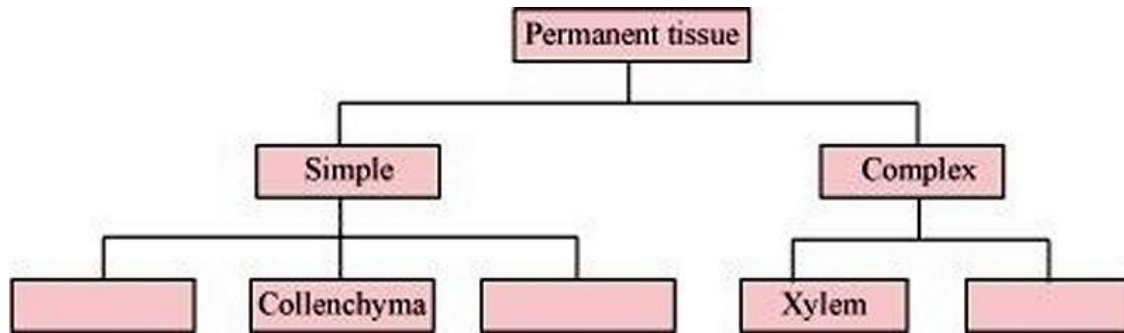 Permanent tissue
Simple
Complex
Collenchyma
Xylem